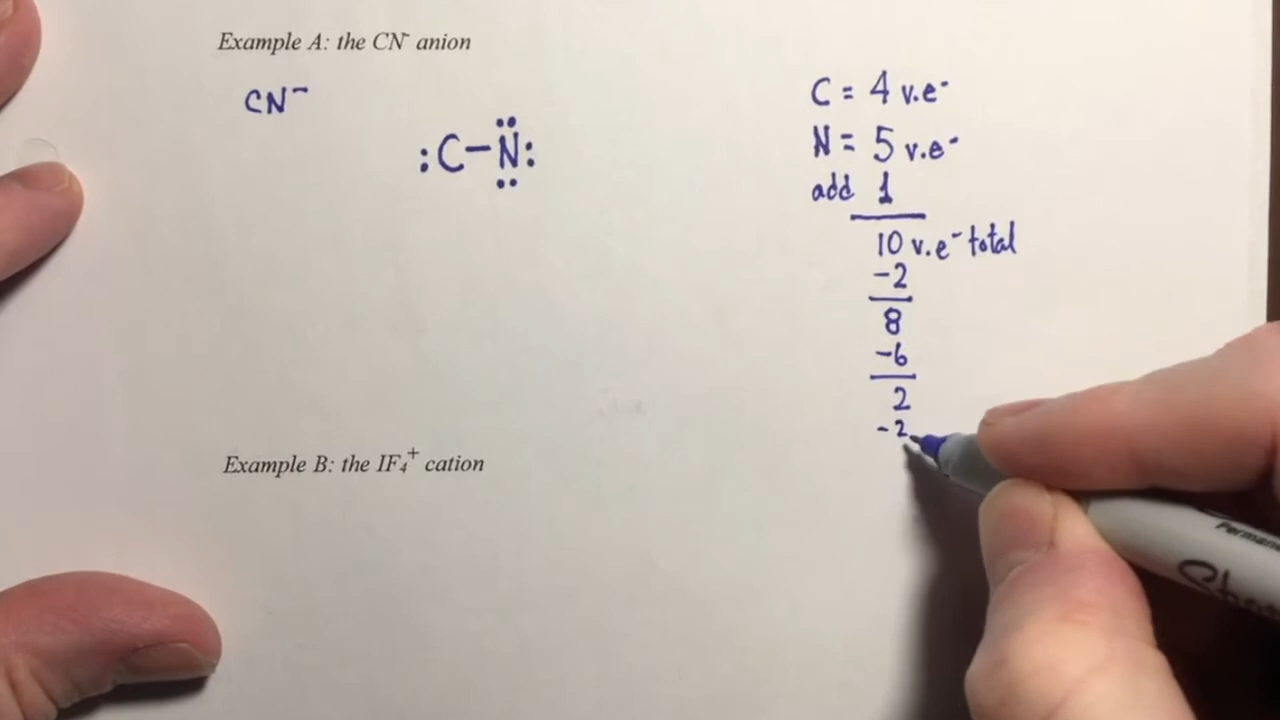 Example A: the CN⁻ anion
CN⁻
:C–N̈:
C = 4 v.e⁻
N = 5 v.e⁻
add 1
10 v.e⁻ total
-2
8
-6
2
-2
Example B: the IF₄⁺ cation